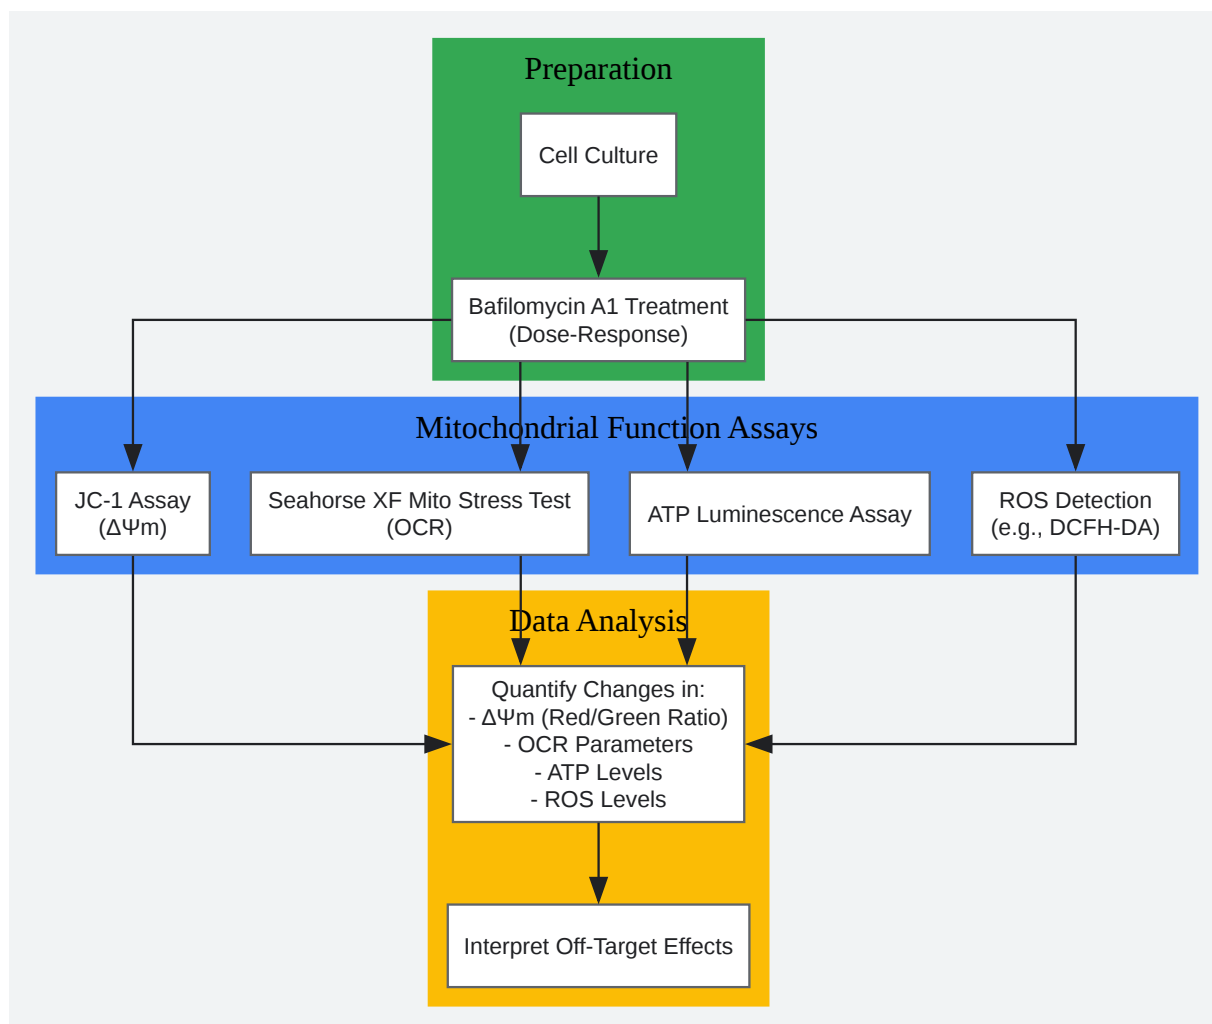 Preparation
Cell Culture
Bafilomycin A1 Treatment
(Dose-Response)
Mitochondrial Function Assays
JC-1 Assay
(ΔΨm)
Seahorse XF Mito Stress Test
(OCR)
ATP Luminescence Assay
ROS Detection
(e.g., DCFH-DA)
Data Analysis
Quantify Changes in:
- ΔΨm (Red/Green Ratio)
- OCR Parameters
- ATP Levels
- ROS Levels
Interpret Off-Target Effects